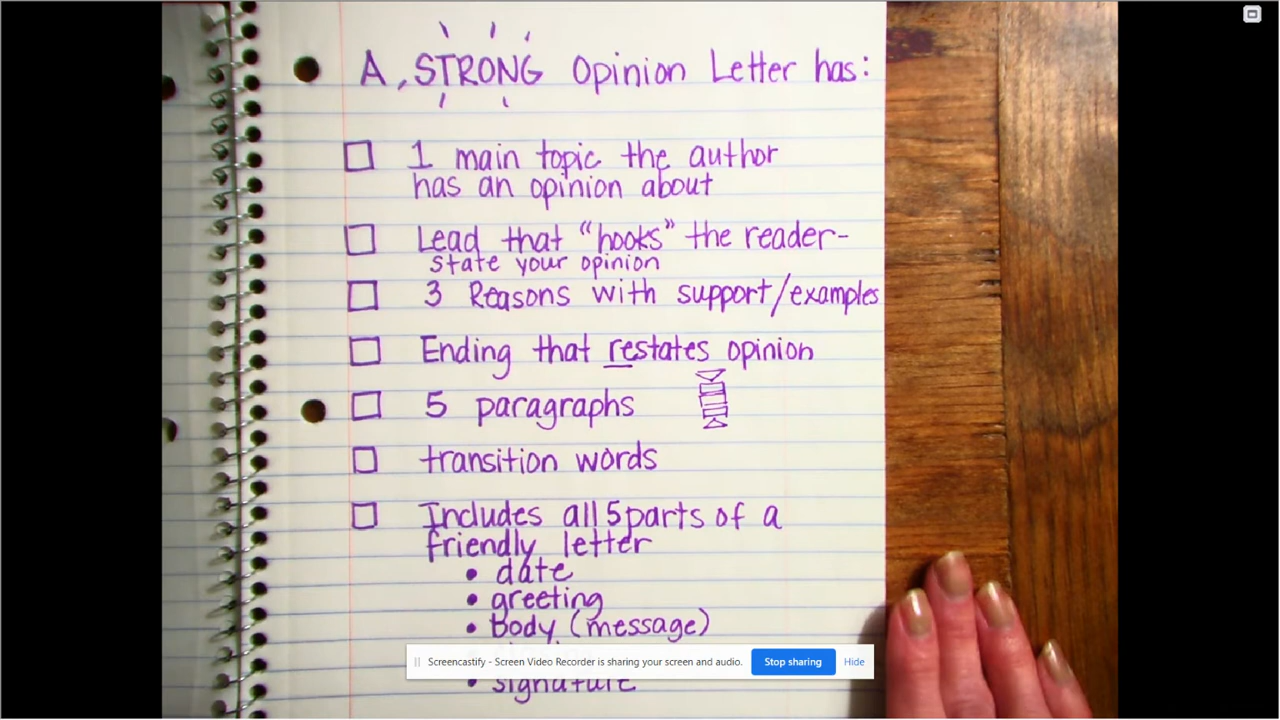 A STRONG Opinion Letter has:
1 main topic the author
has an opinion about
Lead that "hooks" the reader-
state your opinion
3 Reasons with support/examples
Ending that restates opinion
5 paragraphs
transition words
Includes all 5 parts of a
friendly letter
• date
• greeting
• Body (message)
Screencastify - Screen Video Recorder is sharing your screen and audio.
Stop sharing
Hide
• signature